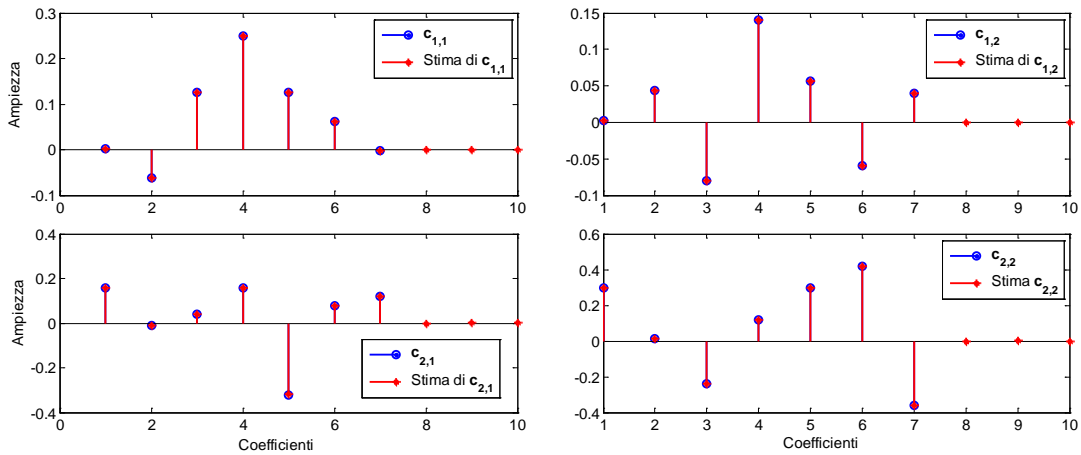 0.3
0.2
0.1
0
-0.1
Ampiezza
0 2 4 6 8 10
c1,1
Stima di c1,1
0.15
0.1
0.05
0
-0.05
-0.1
1 2 3 4 5 6 7 8 9 10
c1,2
Stima di c1,2
0.4
0.2
0
-0.2
-0.4
Ampiezza
0 2 4 6 8 10
Coefficienti
c2,1
Stima di c2,1
0.6
0.4
0.2
0
-0.2
-0.4
1 2 3 4 5 6 7 8 9 10
Coefficienti
c2,2
Stima c2,2